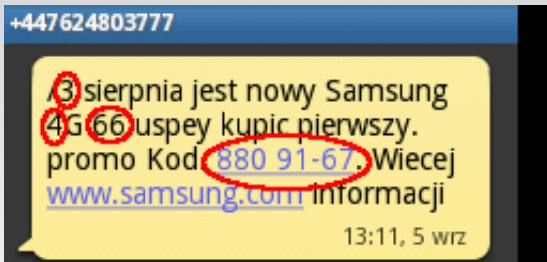 +447624803777
/3 sierpnia jest nowy Samsung
4G 66 uspey kupic pierwszy.
promo Kod 880 91-67. Wiecej
www.samsung.com informacji
13:11, 5 wrz